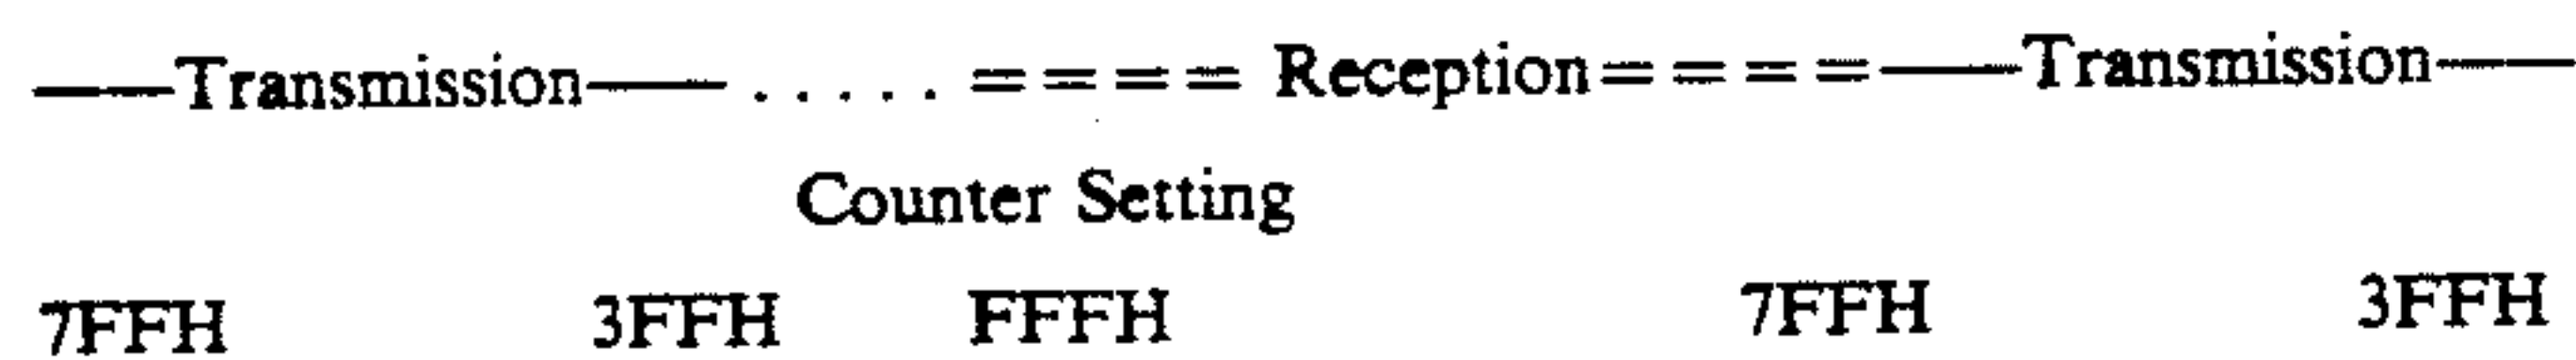 ——Transmission—— . . . . . = = = = Reception= = = =——Transmission——
Counter Setting
7FFH 3FFH FFFH 7FFH 3FFH